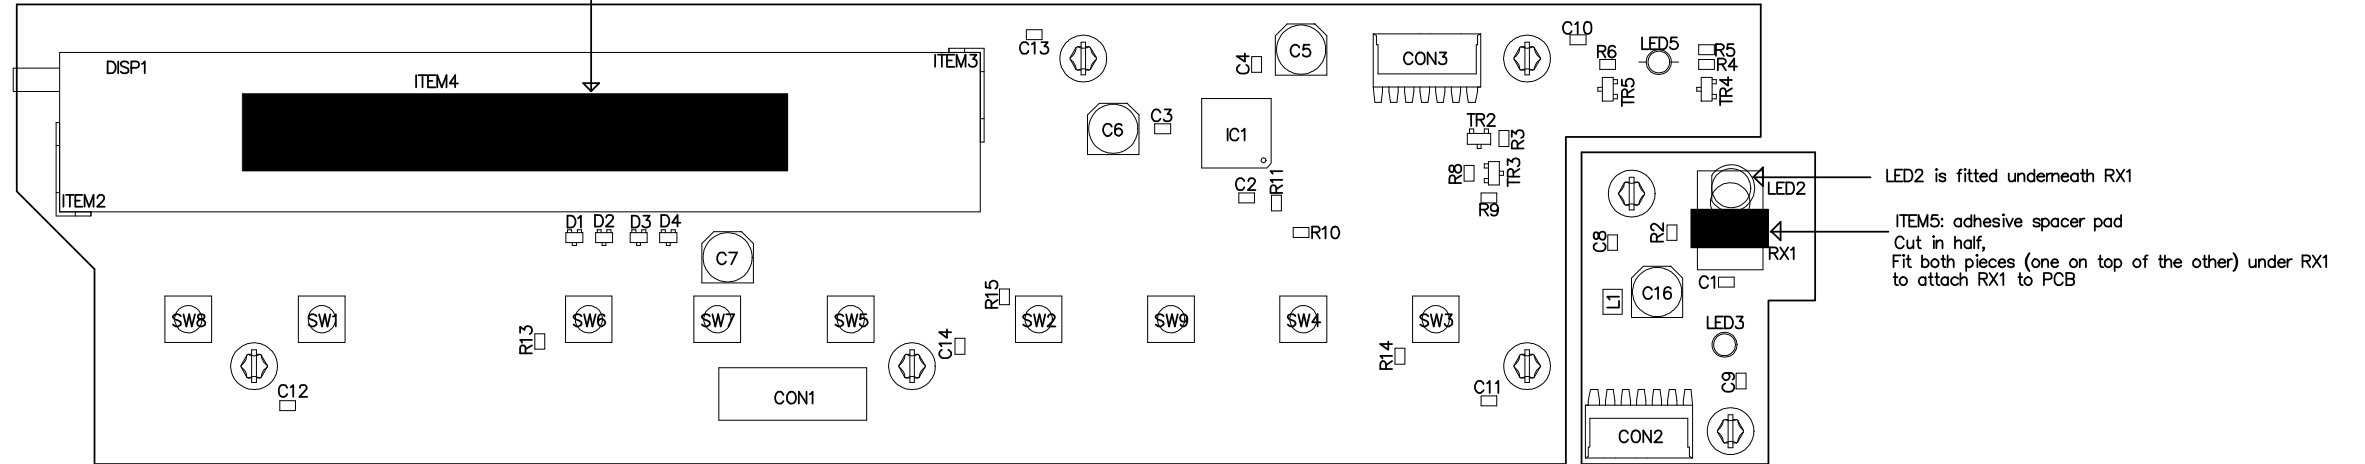 C10
C13
LED5
C5
R6
R5
CON3
ITEM3
C4
R4
DISP1
ITEM4
TR5
TR4
C3
TR2
C6
IC1
R3
R8
TR3
LED2 is fitted underneath RX1
C2
R11
LED2
ITEM2
R9
D1 D2 D3 D4
ITEM5: adhesive spacer pad
Cut in half,
Fit both pieces (one on top of the other) under RX1
to attach RX1 to PCB
R10
R2
C8
RX1
C7
C1
R15
L1
C16
SW8 SW1 SW6 SW7 SW5 SW2 SW9 SW4 SW3
LED3
R13
C14
R14
C12
C11
C9
CON1
CON2